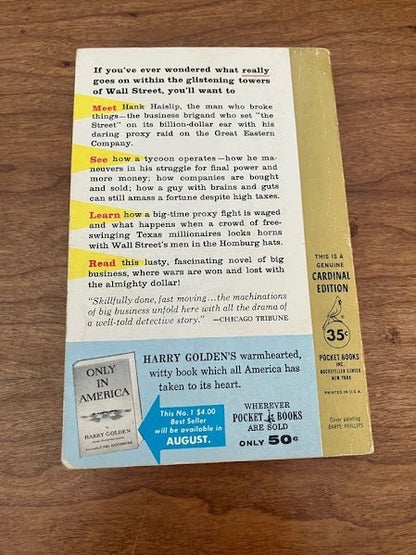 If you've ever wondered what really
goes on within the glistening towers
of Wall Street, you'll want to
Meet Hank Haislip, the man who broke
things—the business brigand who set "the
Street" on its billion-dollar ear with his
daring proxy raid on the Great Eastern
Company.
See how a tycoon operates—how he ma-
neuvers in his struggle for final power and
more money; how companies are bought
and sold; how a guy with brains and guts
can still amass a fortune despite high taxes.
Learn how a big-time proxy fight is waged
and what happens when a crowd of free-
swinging Texas millionaires locks horns
with Wall Street's men in the Homburg hats.
Read this lusty, fascinating novel of big
business, where wars are won and lost with
the almighty dollar!
"Skillfully done, fast moving...the machinations
of big business unfold here with all the drama of
a well-told detective story." —CHICAGO TRIBUNE
THIS IS A
GENUINE
CARDINAL
EDITION
35¢
POCKET BOOKS
INC.
ROCKEFELLER CENTER
NEW YORK
PRINTED IN U.S.A.
Cover painting
DARYE PHILLIPS
HARRY GOLDEN'S warmhearted,
witty book which all America has
taken to its heart.
ONLY
IN
AMERICA
by
HARRY GOLDEN
This No. 1 $4.00
Best Seller
will be available in
AUGUST.
WHEREVER
POCKET BOOKS
ARE SOLD
ONLY 50¢